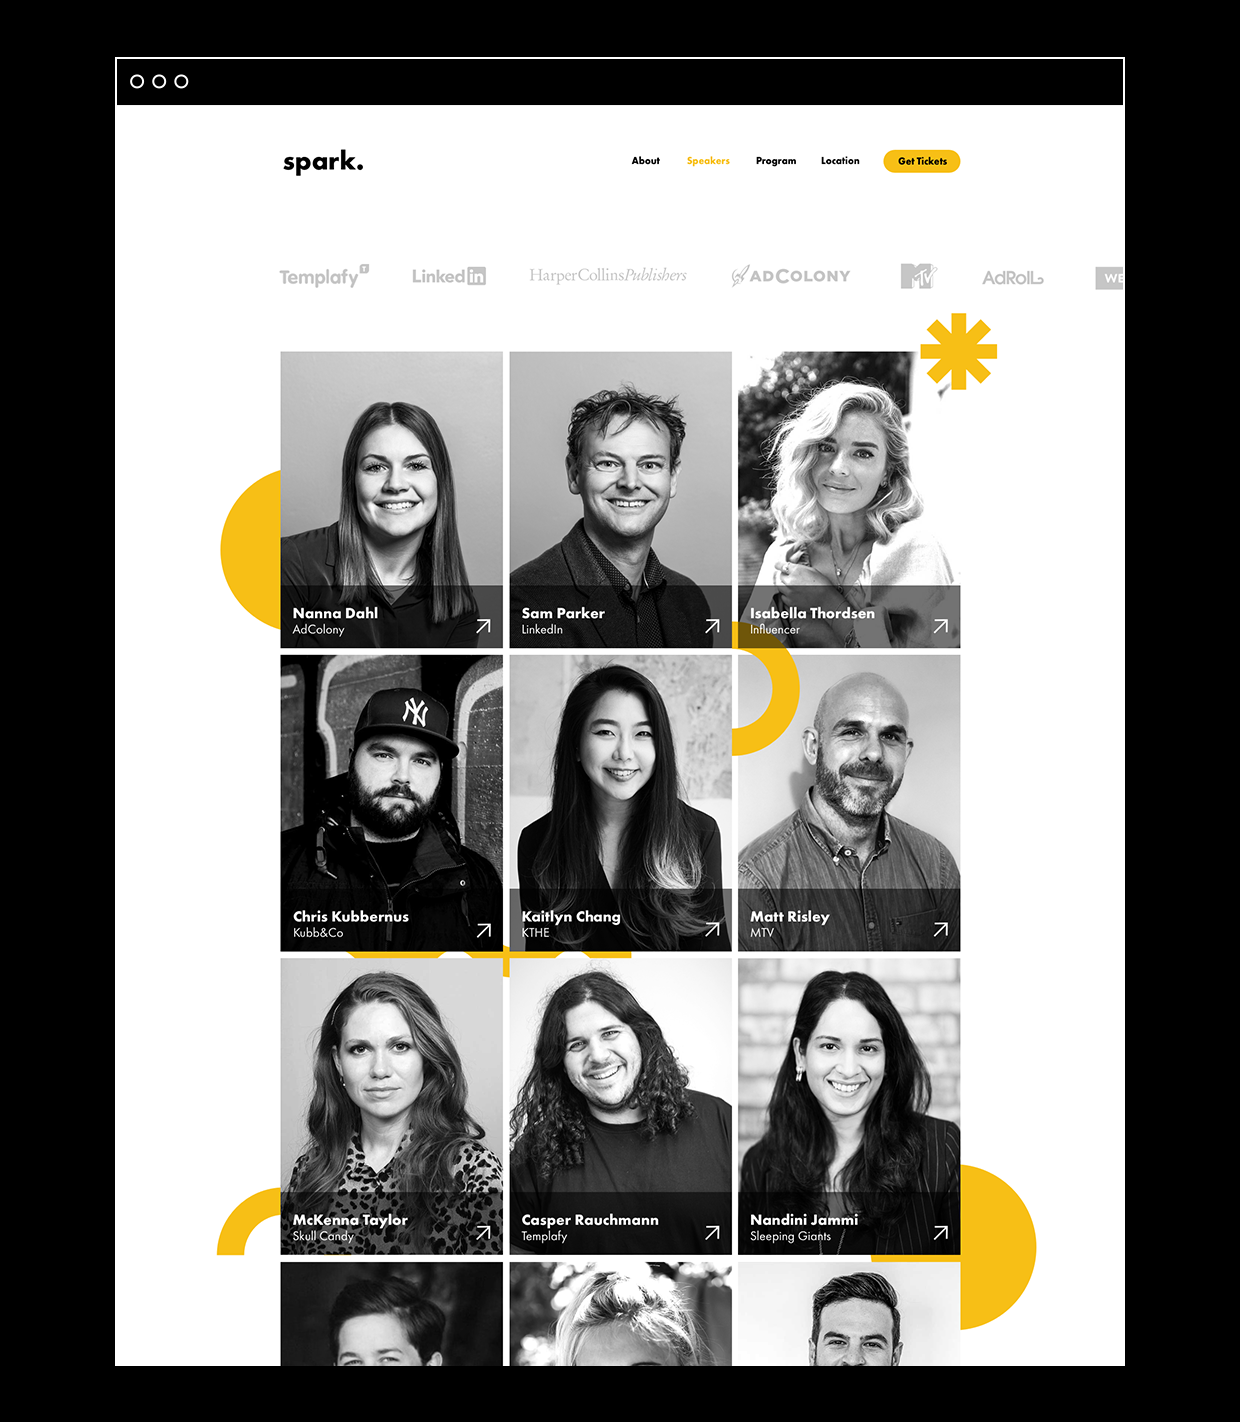 spark.
About Speakers Program Location Get Tickets
Templafy T LinkedIn HarperCollinsPublishers ADCOLONY MTV AdRoll WE
Nanna Dahl
AdColony
Sam Parker
LinkedIn
Isabella Thordsen
Influencer
NY
Chris Kubbernus
Kubb&Co
Kaitlyn Chang
KTHE
Matt Risley
MTV
McKenna Taylor
Skull Candy
Casper Rauchmann
Templafy
Nandini Jammi
Sleeping Giants